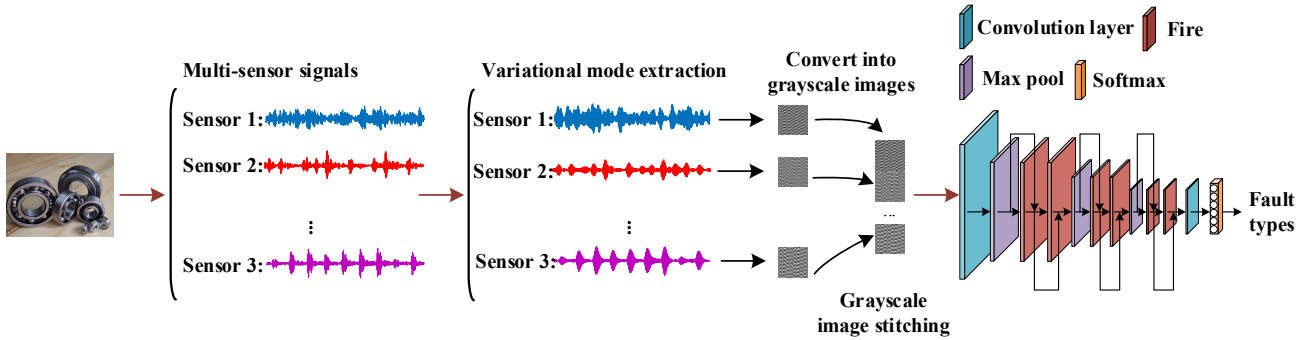 Multi-sensor signals
Sensor 1:
Sensor 2:
...
Sensor 3:
Variational mode extraction
Sensor 1:
Sensor 2:
...
Sensor 3:
Convert into
grayscale images
...
Grayscale
image stitching
Convolution layer
Fire
Max pool
Softmax
Fault
types